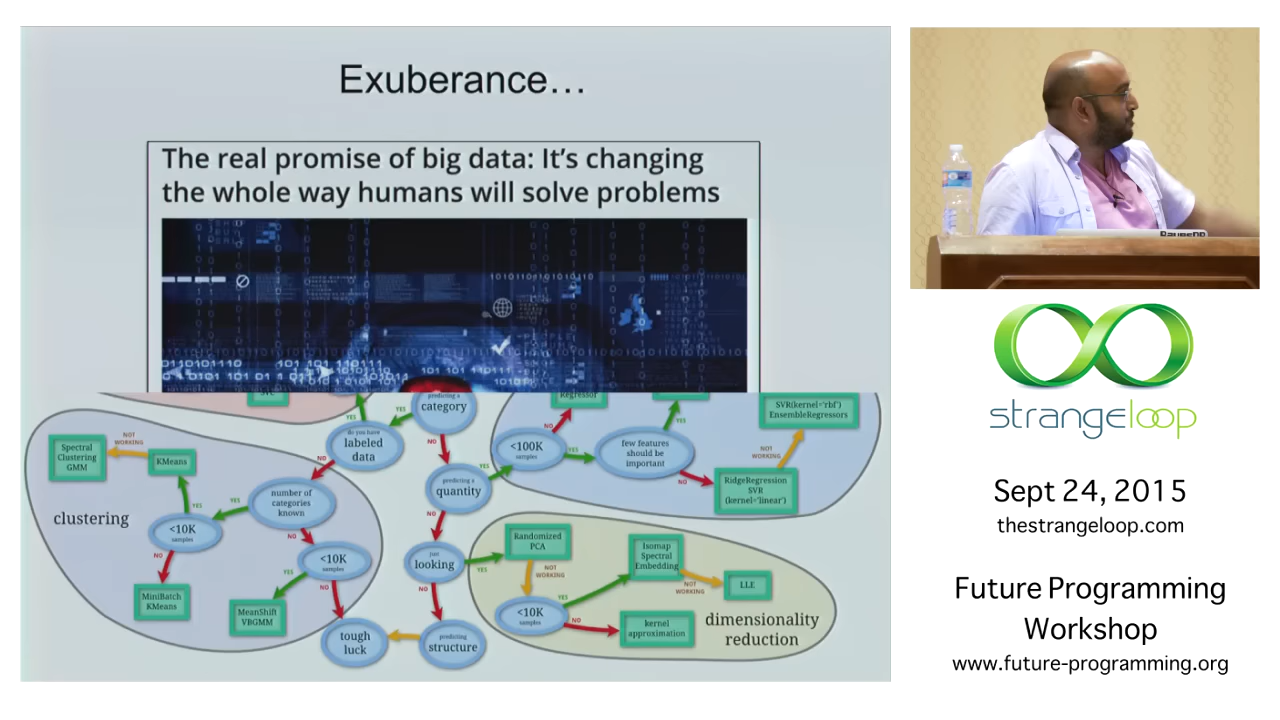 Exuberance…
The real promise of big data: It's changing
the whole way humans will solve problems
1010110101010110
predicting a
category
Regressor
SVR(kernel='rbf')
EnsembleRegressors
YES
YES
NO
YES
NOT
WORKING
do you have
labeled
data
NO
<100K
samples
YES
few features
should be
important
NOT
WORKING
Spectral
Clustering
GMM
KMeans
NO
predicting a
quantity
YES
NO
RidgeRegression
SVR
(kernel='linear')
number of
categories
known
YES
YES
clustering
<10K
samples
NO
NO
Randomized
PCA
Isomap
Spectral
Embedding
NO
<10K
samples
just
looking
YES
NOT
WORKING
YES
NO
NO
NOT
WORKING
LLE
MiniBatch
KMeans
YES
MeanShift
VBGMM
<10K
samples
YES
NO
kernel
approximation
dimensionality
reduction
tough
luck
predicting
structure
strangeloop
Sept 24, 2015
thestrangeloop.com
Future Programming
Workshop
www.future-programming.org